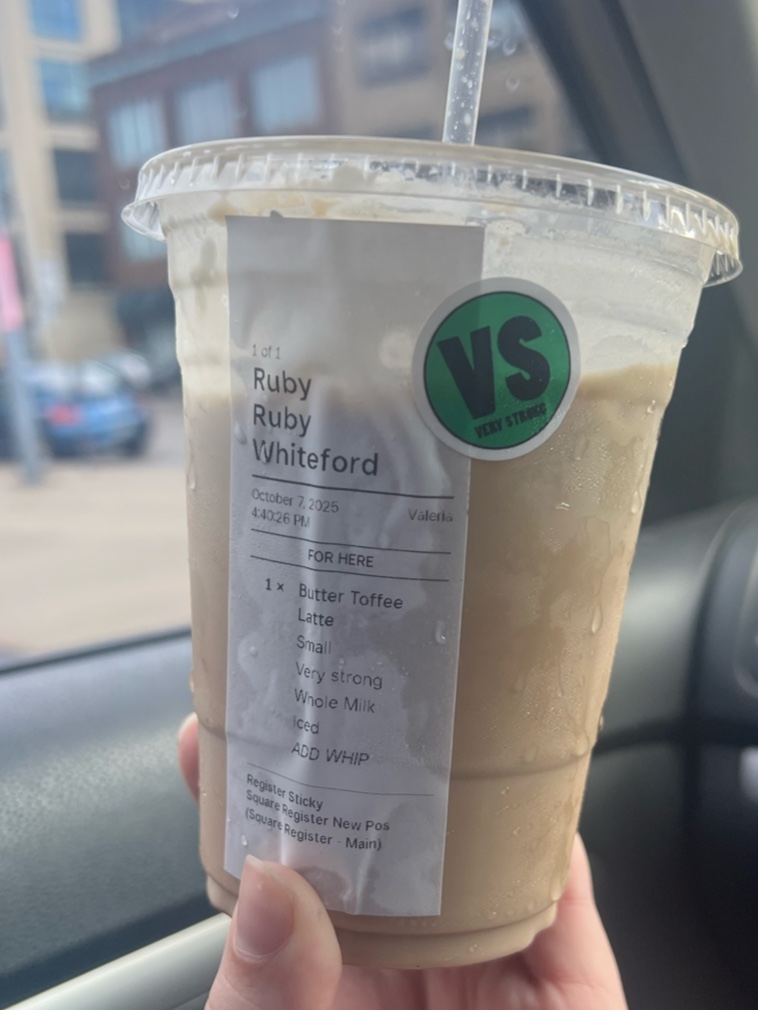 1 of 1
Ruby
Ruby
Whiteford
October 7, 2025
4:40:26 PM
Valeria
FOR HERE
1 × Butter Toffee
Latte
Small
Very strong
Whole Milk
Iced
ADD WHIP
Register Sticky
Square Register New Pos
(Square Register - Main)
VS
VERY STRONG